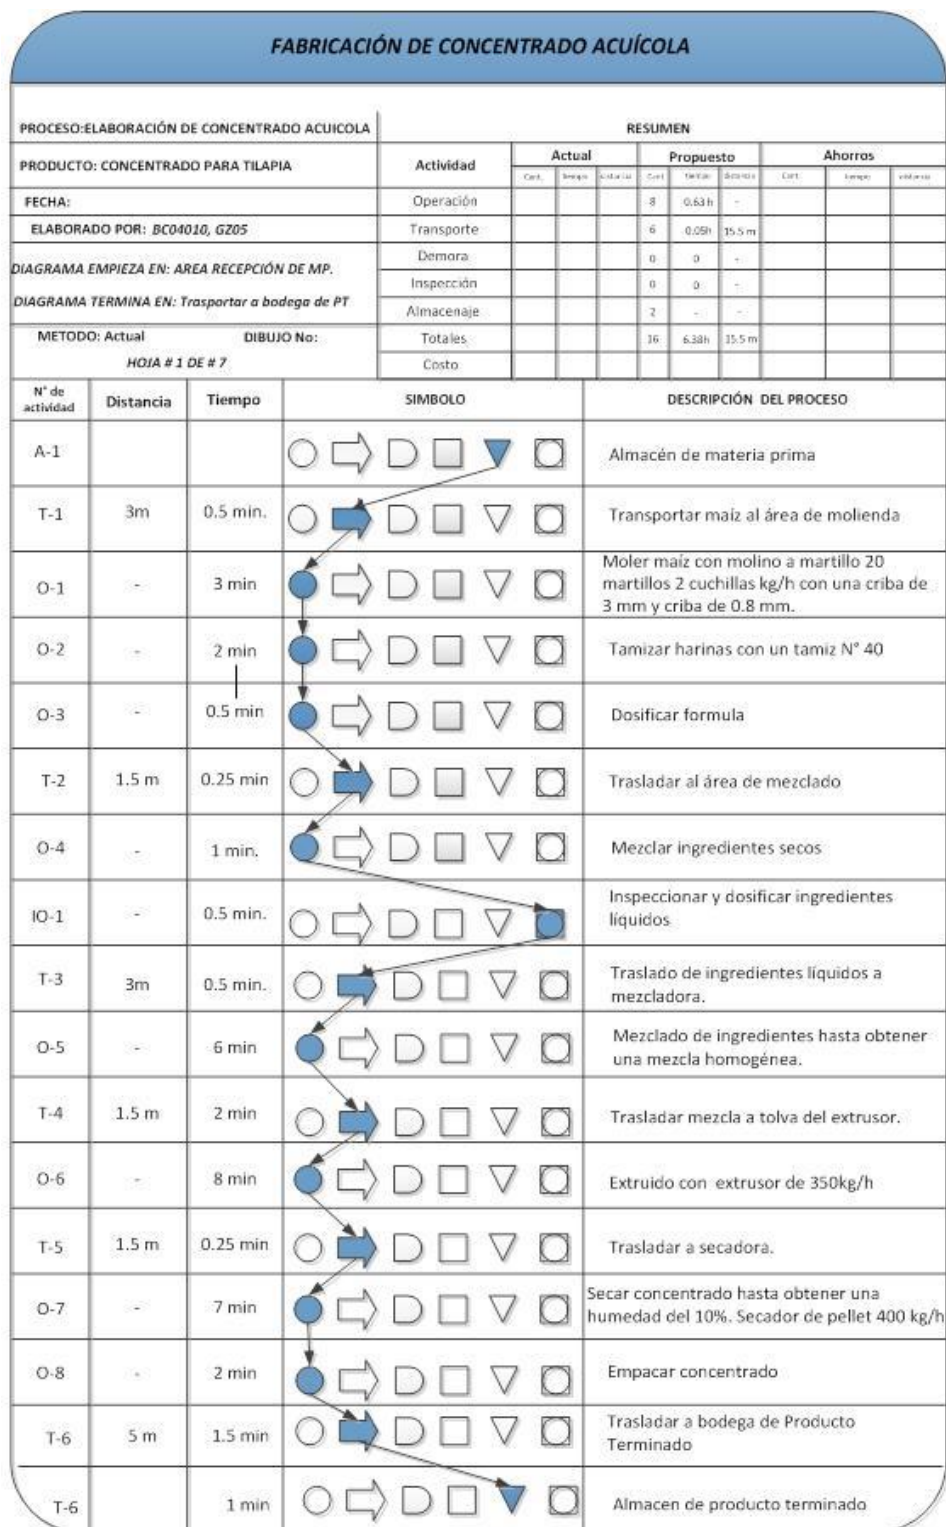 FABRICACIÓN DE CONCENTRADO ACUÍCOLA
PROCESO:ELABORACIÓN DE CONCENTRADO ACUICOLA
RESUMEN
PRODUCTO: CONCENTRADO PARA TILAPIA
Actividad Actual Propuesto Ahorros
Cant. tiempo distancia Cant tiempo distancia Cant. tiempo distancia
FECHA:
Operación 8 0.63 h -
ELABORADO POR: BC04010, GZ05
Transporte 6 0.05h 15.5 m
DIAGRAMA EMPIEZA EN: AREA RECEPCIÓN DE MP.
Demora 0 0 -
Inspección 0 0 -
DIAGRAMA TERMINA EN: Trasportar a bodega de PT
Almacenaje 2 - -
METODO: Actual DIBUJO No:
Totales 16 6.38h 15.5 m
HOJA # 1 DE # 7
Costo
N° de
actividad Distancia Tiempo SIMBOLO DESCRIPCIÓN DEL PROCESO
A-1 Almacén de materia prima
T-1 3m 0.5 min. Transportar maíz al área de molienda
O-1 - 3 min Moler maíz con molino a martillo 20
martillos 2 cuchillas kg/h con una criba de
3 mm y criba de 0.8 mm.
O-2 - 2 min Tamizar harinas con un tamiz N° 40
O-3 - 0.5 min Dosificar formula
T-2 1.5 m 0.25 min Trasladar al área de mezclado
O-4 - 1 min. Mezclar ingredientes secos
IO-1 - 0.5 min. Inspeccionar y dosificar ingredientes
líquidos
T-3 3m 0.5 min. Traslado de ingredientes líquidos a
mezcladora.
O-5 - 6 min Mezclado de ingredientes hasta obtener
una mezcla homogénea.
T-4 1.5 m 2 min Trasladar mezcla a tolva del extrusor.
O-6 - 8 min Extruido con extrusor de 350kg/h
T-5 1.5 m 0.25 min Trasladar a secadora.
O-7 - 7 min Secar concentrado hasta obtener una
humedad del 10%. Secador de pellet 400 kg/h
O-8 - 2 min Empacar concentrado
T-6 5 m 1.5 min Trasladar a bodega de Producto
Terminado
T-6 1 min Almacen de producto terminado